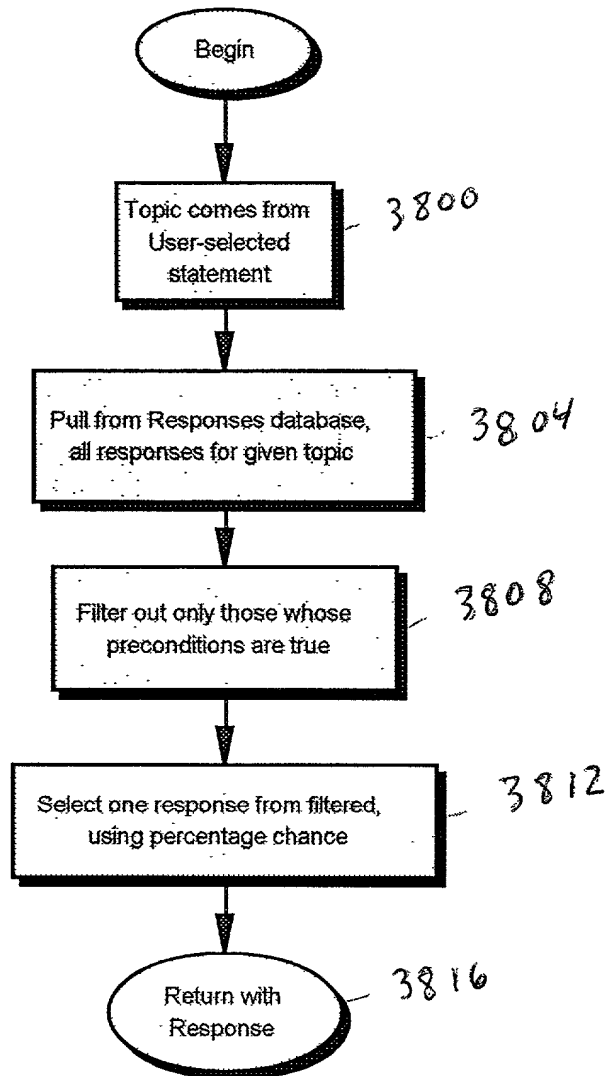 Begin
Topic comes from
User-selected
statement
3800
Pull from Responses database,
all responses for given topic
3804
Filter out only those whose
preconditions are true
3808
Select one response from filtered,
using percentage chance
3812
Return with
Response
3816